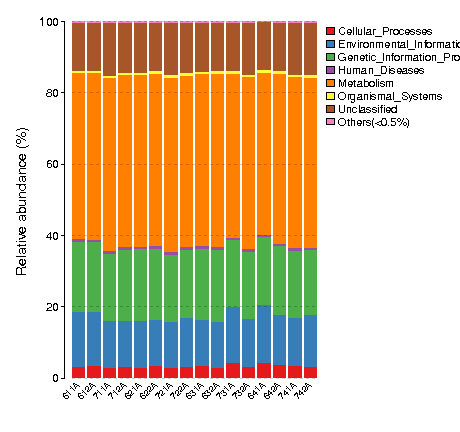 Relative abundance (%)
100
80
60
40
20
0
611A
612A
711A
712A
621A
622A
721A
722A
631A
632A
731A
732A
641A
642A
741A
742A
Cellular_Processes
Environmental_Informatic
Genetic_Information_Pro
Human_Diseases
Metabolism
Organismal_Systems
Unclassified
Others(<0.5%)